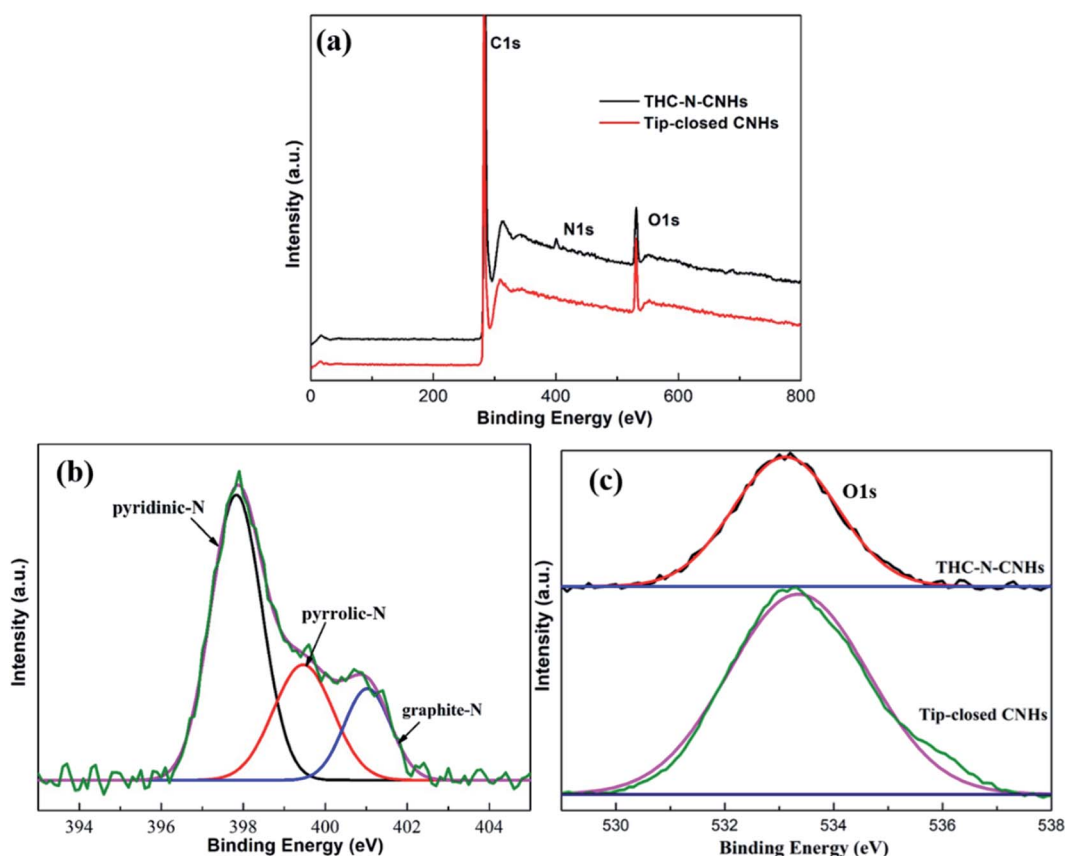 (a)
C1s
THC-N-CNHs
Tip-closed CNHs
N1s
O1s
Intensity (a.u.)
0 200 400 600 800
Binding Energy (eV)
(b)
pyridinic-N
pyrrolic-N
graphite-N
Intensity (a.u.)
394 396 398 400 402 404
Binding Energy (eV)
(c)
O1s
THC-N-CNHs
Tip-closed CNHs
Intensity (a.u.)
530 532 534 536 538
Binding Energy (eV)